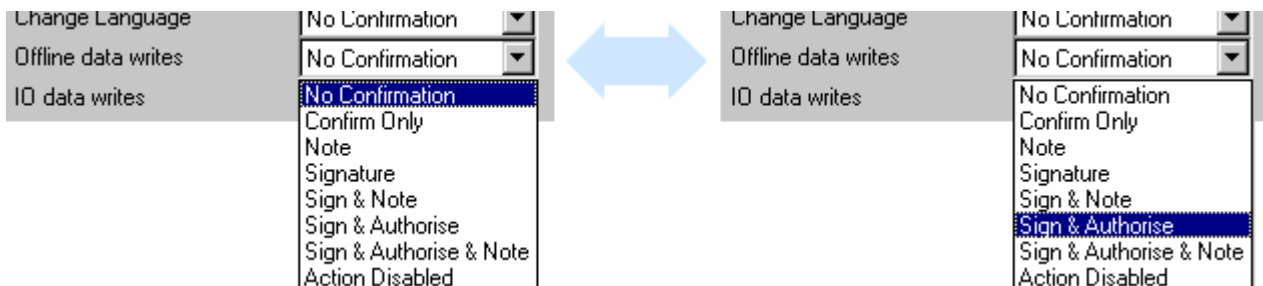 Change Language No Confirmation
Offline data writes No Confirmation
IO data writes No Confirmation
Confirm Only
Note
Signature
Sign & Note
Sign & Authorise
Sign & Authorise & Note
Action Disabled
Change Language No Confirmation
Offline data writes No Confirmation
IO data writes No Confirmation
Confirm Only
Note
Signature
Sign & Note
Sign & Authorise
Sign & Authorise & Note
Action Disabled